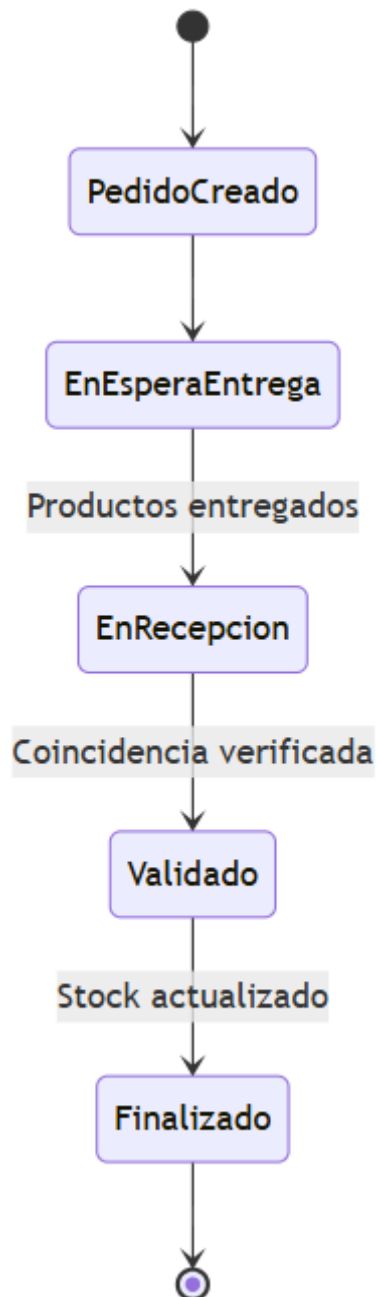 PedidoCreado
EnEsperaEntrega
Productos entregados
EnRecepcion
Coincidencia verificada
Validado
Stock actualizado
Finalizado